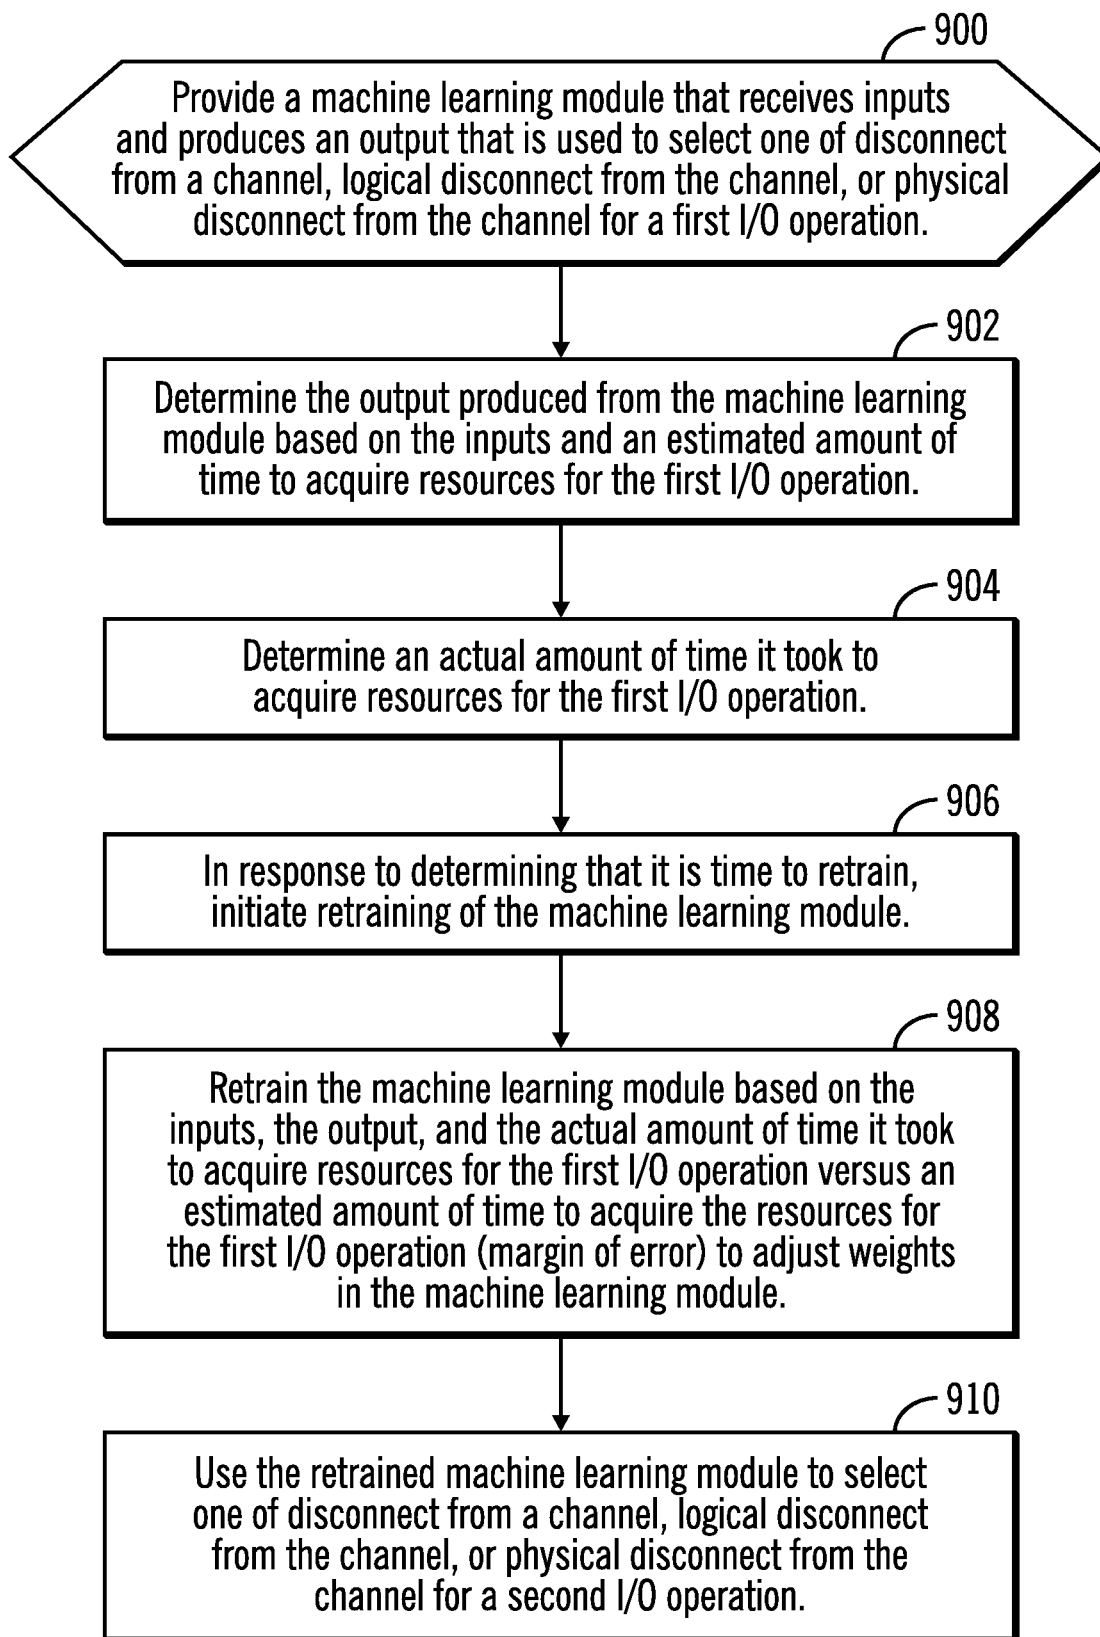 900
Provide a machine learning module that receives inputs
and produces an output that is used to select one of disconnect
from a channel, logical disconnect from the channel, or physical
disconnect from the channel for a first I/O operation.
902
Determine the output produced from the machine learning
module based on the inputs and an estimated amount of
time to acquire resources for the first I/O operation.
904
Determine an actual amount of time it took to
acquire resources for the first I/O operation.
906
In response to determining that it is time to retrain,
initiate retraining of the machine learning module.
908
Retrain the machine learning module based on the
inputs, the output, and the actual amount of time it took
to acquire resources for the first I/O operation versus an
estimated amount of time to acquire the resources for
the first I/O operation (margin of error) to adjust weights
in the machine learning module.
910
Use the retrained machine learning module to select
one of disconnect from a channel, logical disconnect
from the channel, or physical disconnect from the
channel for a second I/O operation.